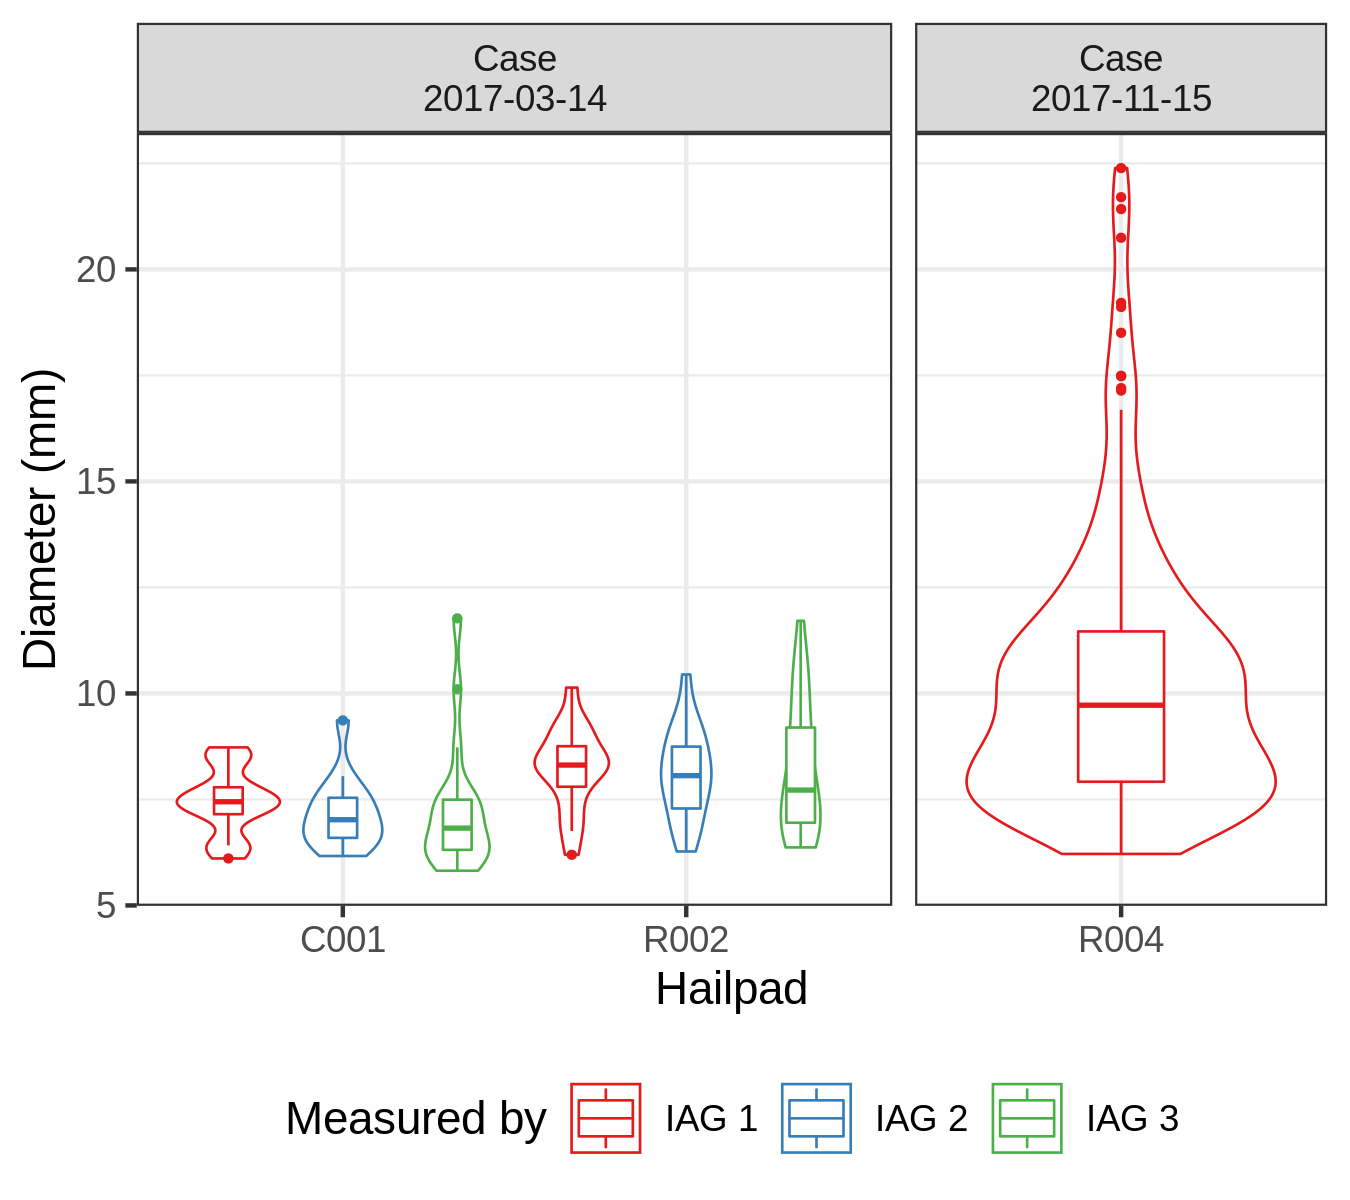 Case
2017-03-14
Case
2017-11-15
20
15
10
5
Diameter (mm)
C001
R002
R004
Hailpad
Measured by
IAG 1
IAG 2
IAG 3